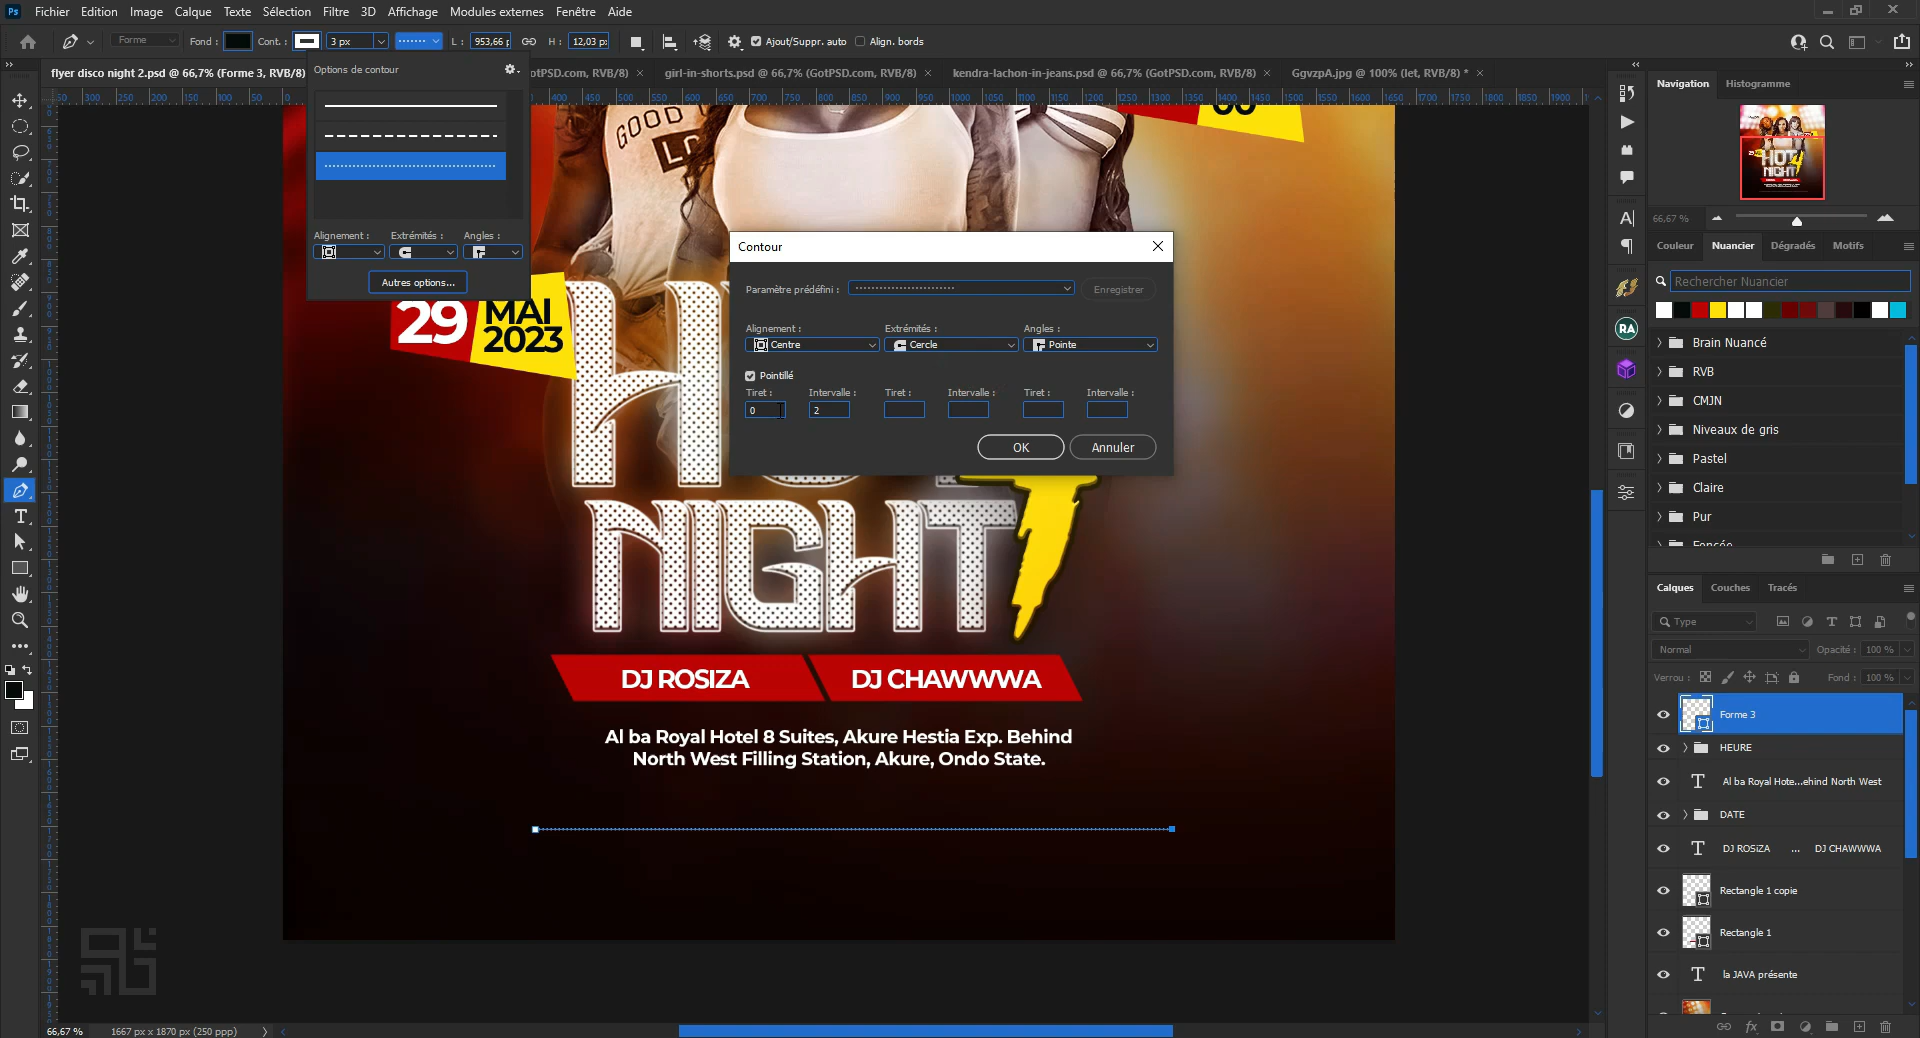 Ps Fichier Edition Image Calque Texte Sélection Filtre 3D Affichage Modules externes Fenêtre Aide
Forme Fond : Cont. : 3 px L : 953,66 p H : 12,03 p Ajout/Suppr. auto Align. bords
flyer disco night 2.psd @ 66,7% (Forme 3, RVB/8) otPSD.com, RVB/8) girl-in-shorts.psd @ 66,7% (GotPSD.com, RVB/8) kendra-lachon-in-jeans.psd @ 66,7% (GotPSD.com, RVB/8) GgvzpA.jpg @ 100% (let, RVB/8) *
Options de contour
Alignement : Extrémités : Angles :
Autres options...
GOOD
29 MAI
2023
Contour
Paramètre prédéfini : Enregistrer
Alignement : Extrémités : Angles :
Centre Cercle Pointe
Pointillé
Tiret : Intervalle : Tiret : Intervalle : Tiret : Intervalle :
0 2
OK Annuler
HOT
NIGHT
DJ ROSIZA DJ CHAWWWA
Al ba Royal Hotel 8 Suites, Akure Hestia Exp. Behind
North West Filling Station, Akure, Ondo State.
66,67 % 1667 px x 1870 px (250 ppp)
Navigation Histogramme
66,67 %
Couleur Nuancier Dégradés Motifs
Rechercher Nuancier
RA
Brain Nuancé
RVB
CMJN
Niveaux de gris
Pastel
Claire
Pur
Foncée
Calques Couches Tracés
Type
Normal Opacité : 100 %
Verrou : Fond : 100 %
Forme 3
HEURE
Al ba Royal Hote...ehind North West
DATE
DJ ROSiZA ... DJ CHAWWWA
Rectangle 1 copie
Rectangle 1
la JAVA présente